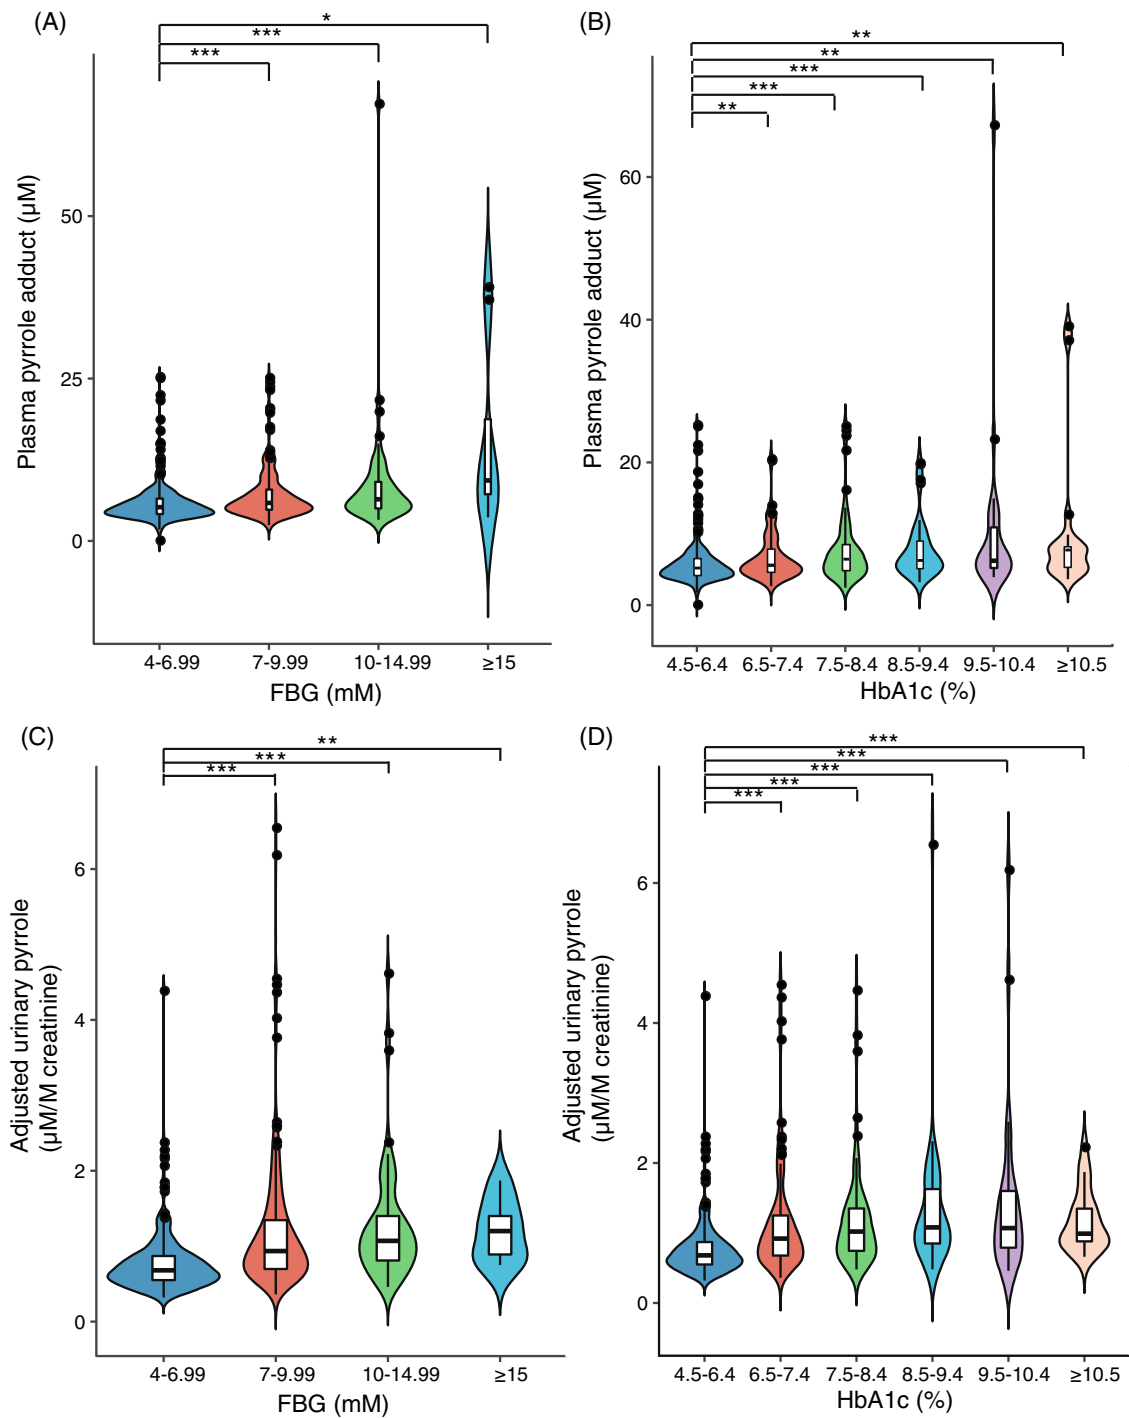 (A)
*
***
***
Plasma pyrrole adduct (μM)
50
25
0
4-6.99 7-9.99 10-14.99 ≥15
FBG (mM)
(B)
**
**
***
***
**
Plasma pyrrole adduct (μM)
60
40
20
0
4.5-6.4 6.5-7.4 7.5-8.4 8.5-9.4 9.5-10.4 ≥10.5
HbA1c (%)
(C)
**
***
***
Adjusted urinary pyrrole
(μM/M creatinine)
6
4
2
0
4-6.99 7-9.99 10-14.99 ≥15
FBG (mM)
(D)
***
***
***
***
***
Adjusted urinary pyrrole
(μM/M creatinine)
6
4
2
0
4.5-6.4 6.5-7.4 7.5-8.4 8.5-9.4 9.5-10.4 ≥10.5
HbA1c (%)